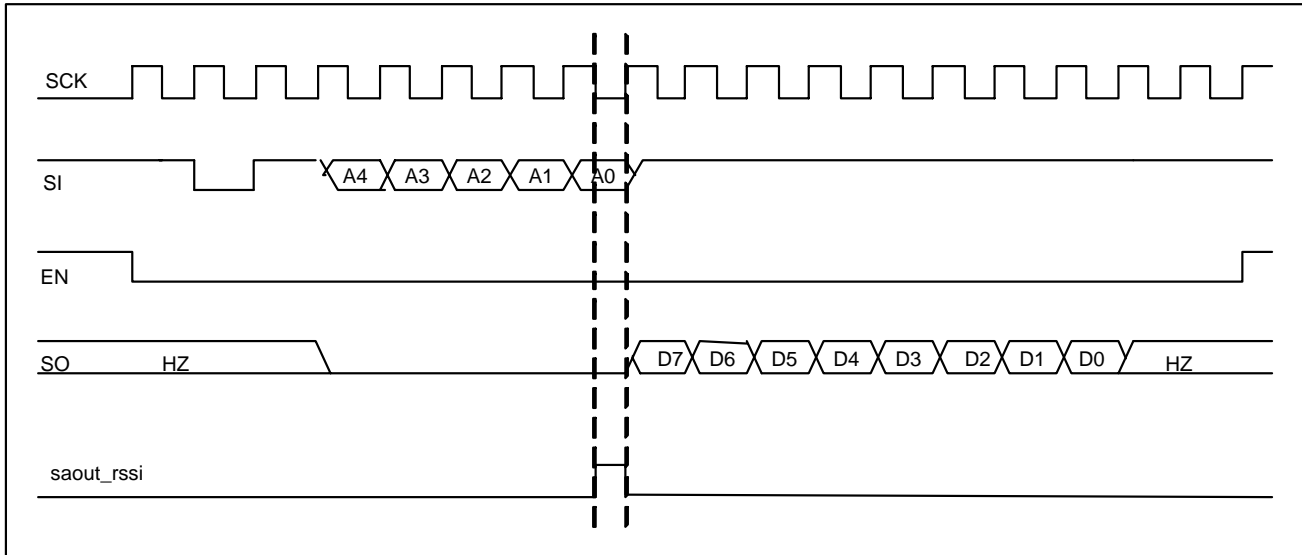 SCK
SI A4 A3 A2 A1 A0
EN
SO HZ D7 D6 D5 D4 D3 D2 D1 D0 HZ
saout_rssi